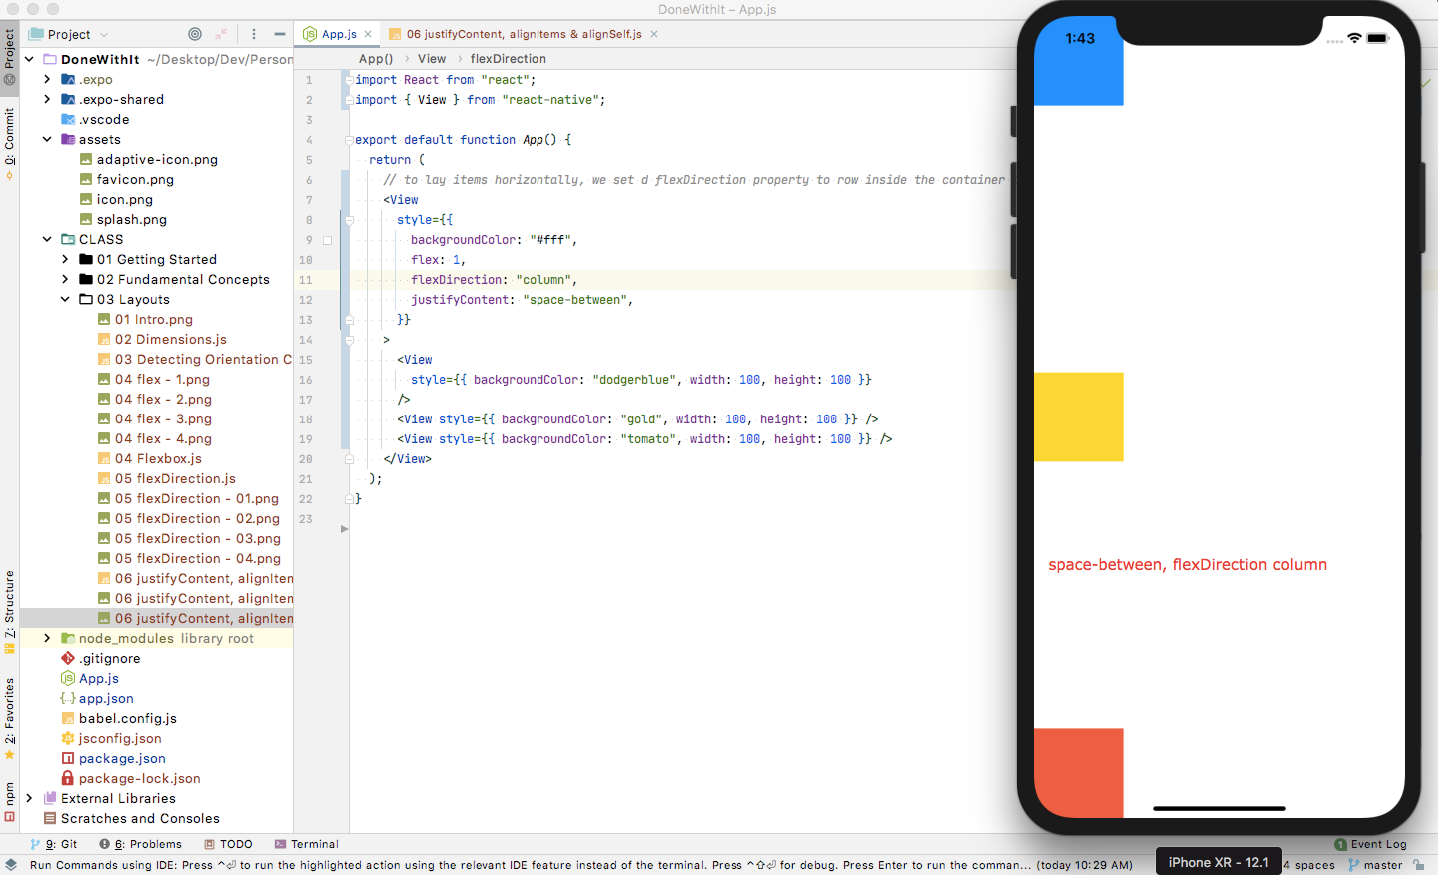 DoneWithIt – App.js
Project
App.js
06 justifyContent, alignItems & alignSelf.js
App() › View › flexDirection
Project
0: Commit
7: Structure
2: Favorites
npm
DoneWithIt ~/Desktop/Dev/Person
.expo
.expo-shared
.vscode
assets
adaptive-icon.png
favicon.png
icon.png
splash.png
CLASS
01 Getting Started
02 Fundamental Concepts
03 Layouts
01 Intro.png
02 Dimensions.js
03 Detecting Orientation C
04 flex - 1.png
04 flex - 2.png
04 flex - 3.png
04 flex - 4.png
04 Flexbox.js
05 flexDirection.js
05 flexDirection - 01.png
05 flexDirection - 02.png
05 flexDirection - 03.png
05 flexDirection - 04.png
06 justifyContent, alignIten
06 justifyContent, alignIten
06 justifyContent, alignIten
node_modules library root
.gitignore
App.js
app.json
babel.config.js
jsconfig.json
package.json
package-lock.json
External Libraries
Scratches and Consoles
1 import React from "react";
2 import { View } from "react-native";
3
4 export default function App() {
5 return (
6 // to lay items horizontally, we set d flexDirection property to row inside the container
7 <View
8 style={{
9 backgroundColor: "#fff",
10 flex: 1,
11 flexDirection: "column",
12 justifyContent: "space-between",
13 }}
14 >
15 <View
16 style={{ backgroundColor: "dodgerblue", width: 100, height: 100 }}
17 />
18 <View style={{ backgroundColor: "gold", width: 100, height: 100 }} />
19 <View style={{ backgroundColor: "tomato", width: 100, height: 100 }} />
20 </View>
21 );
22 }
23
1:43
space-between, flexDirection column
iPhone XR - 12.1
9: Git
6: Problems
TODO
Terminal
1 Event Log
Run Commands using IDE: Press ^⏎ to run the highlighted action using the relevant IDE feature instead of the terminal. Press ^⇧⏎ for debug. Press Enter to run the comman... (today 10:29 AM)
4 spaces
master